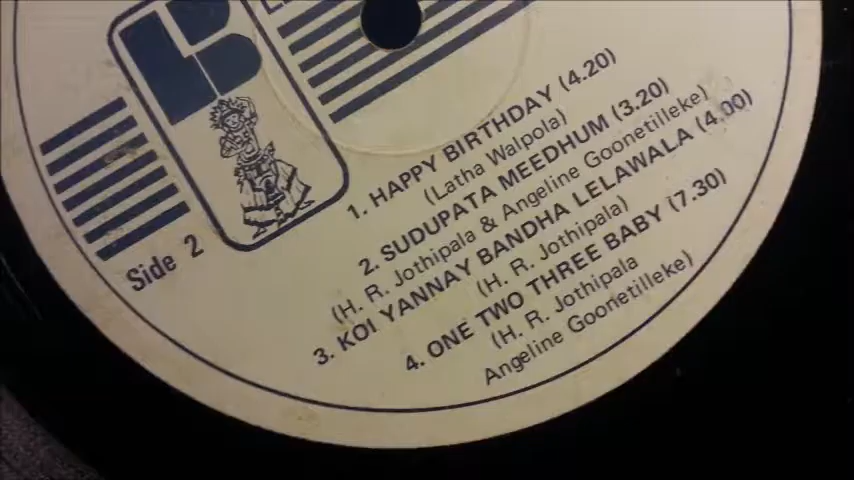 Side 2
1. HAPPY BIRTHDAY (4.20)
(Latha Walpola)
2. SUDUPATA MEEDHUM (3.20)
(H. R. Jothipala & Angeline Goonetilleke)
3. KOI YANNAY BANDHA LELAWALA (4.00)
(H. R. Jothipala)
4. ONE TWO THREE BABY (7.30)
(H. R. Jothipala
Angeline Goonetilleke)